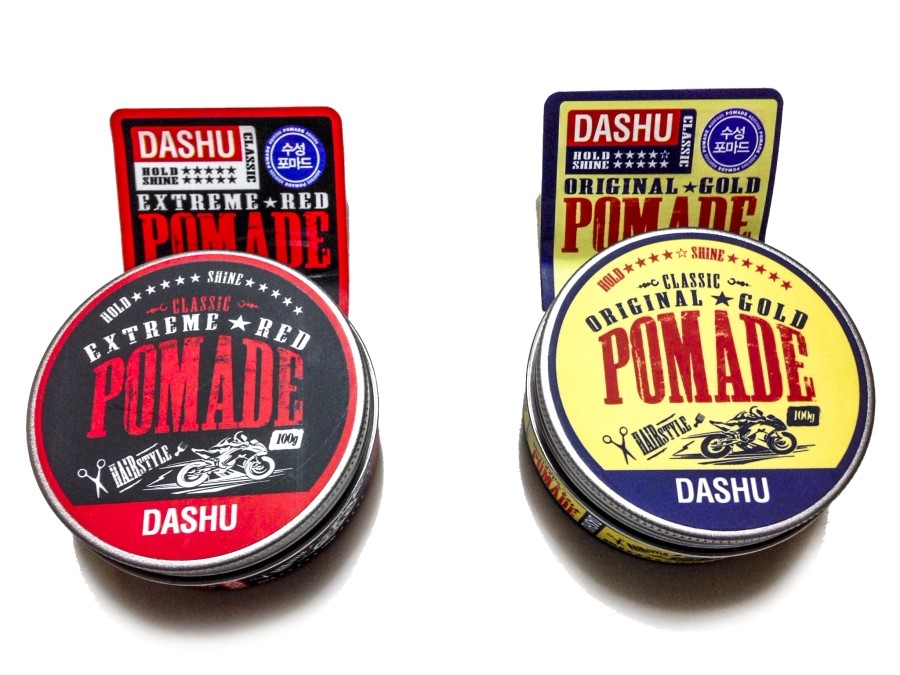 DASHU
CLASSIC
HOLD ★★★★★
SHINE ★★★★★
수성
포마드
EXTREME ★ RED
POMADE
HOLD ★★★★★ SHINE ★★★★★
CLASSIC
EXTREME ★ RED
POMADE
100g
HAIRSTYLE
DASHU
DASHU
CLASSIC
HOLD ★★★★☆
SHINE ★★★★★
수성
포마드
ORIGINAL ★ GOLD
POMADE
HOLD ★★★★☆ SHINE ★★★★★
CLASSIC
ORIGINAL ★ GOLD
POMADE
100g
HAIRSTYLE
DASHU
POMADE